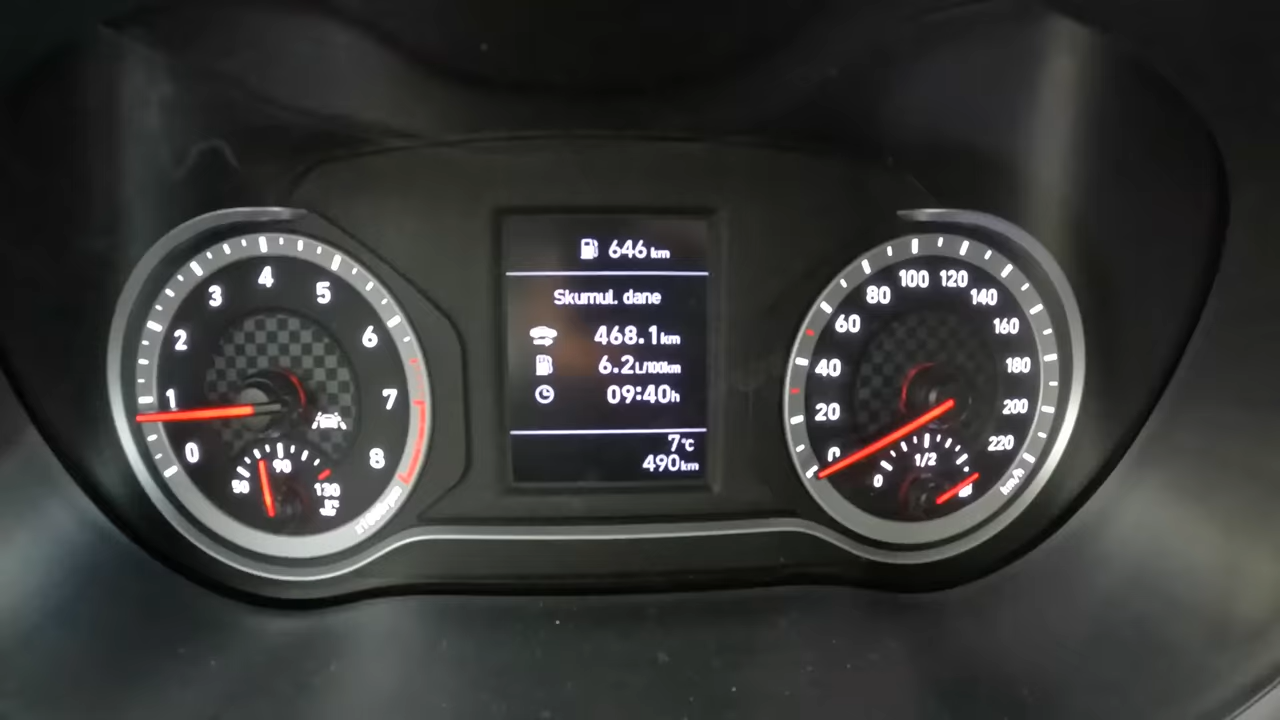 646 km
Skumul. dane
468.1 km
6.2 L/100km
09:40 h
7°C
490 km
0
1
2
3
4
5
6
7
8
x1000rpm
50
90
130
0
20
40
60
80
100
120
140
160
180
200
220
km/h
0
1/2